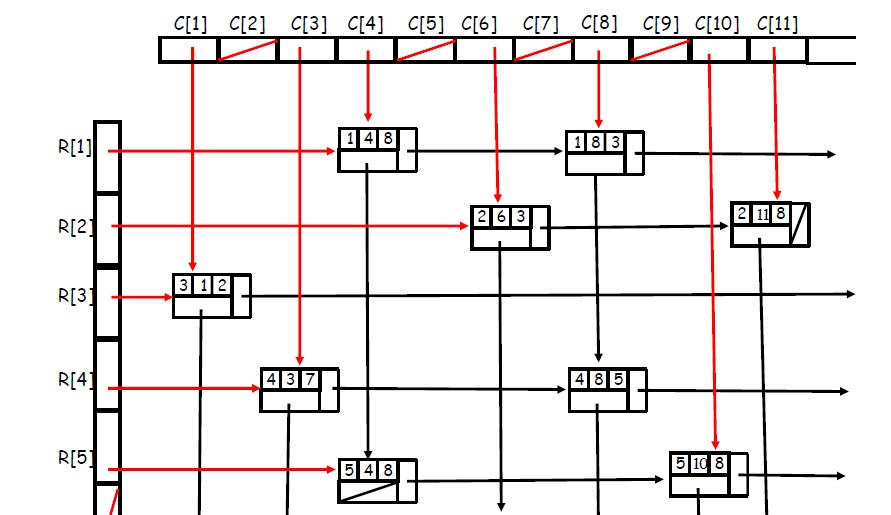 C[1] C[2] C[3] C[4] C[5] C[6] C[7] C[8] C[9] C[10] C[11]
R[1] 1 4 8 1 8 3
R[2] 2 6 3 2 11 8
R[3] 3 1 2
R[4] 4 3 7 4 8 5
R[5] 5 4 8 5 10 8